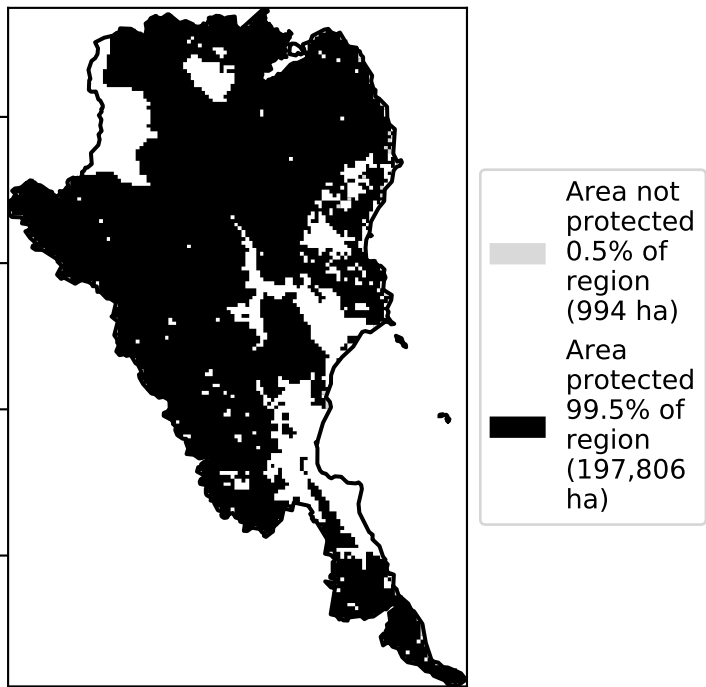 Area not
protected
0.5% of
region
(994 ha)
Area
protected
99.5% of
region
(197,806
ha)